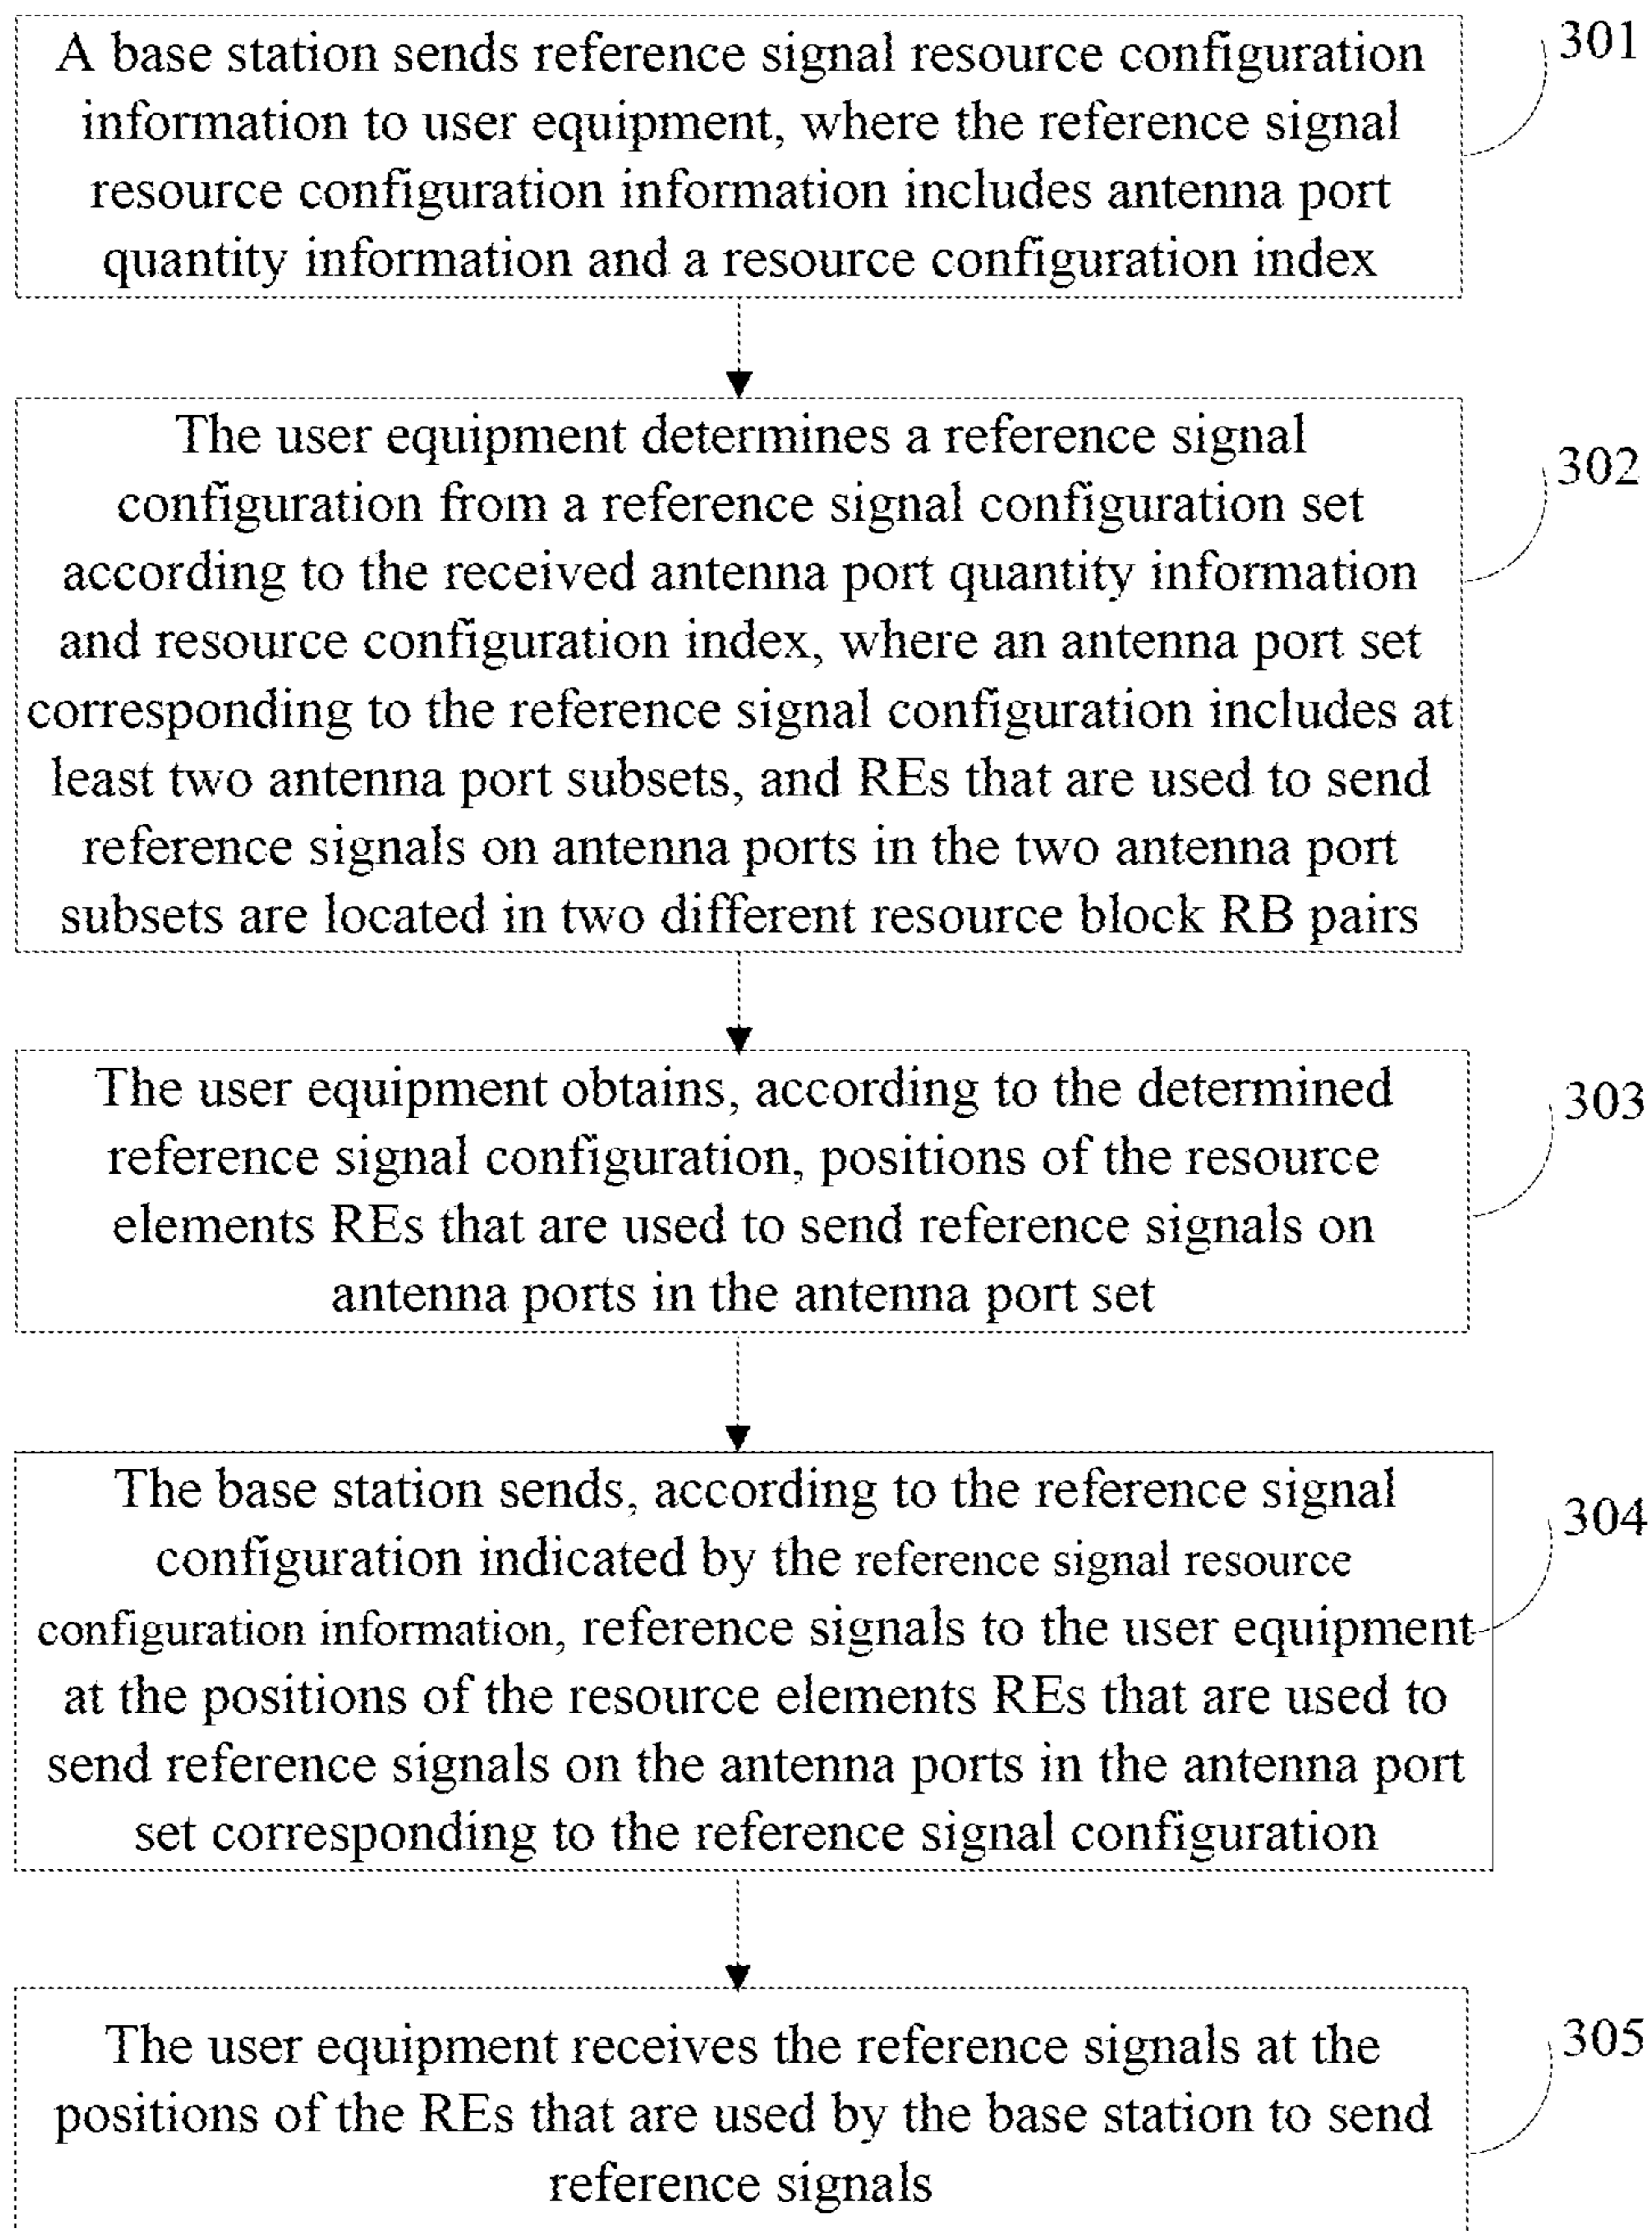 A base station sends reference signal resource configuration
information to user equipment, where the reference signal
resource configuration information includes antenna port
quantity information and a resource configuration index
301
The user equipment determines a reference signal
configuration from a reference signal configuration set
according to the received antenna port quantity information
and resource configuration index, where an antenna port set
corresponding to the reference signal configuration includes at
least two antenna port subsets, and REs that are used to send
reference signals on antenna ports in the two antenna port
subsets are located in two different resource block RB pairs
302
The user equipment obtains, according to the determined
reference signal configuration, positions of the resource
elements REs that are used to send reference signals on
antenna ports in the antenna port set
303
The base station sends, according to the reference signal
configuration indicated by the reference signal resource
configuration information, reference signals to the user equipment
at the positions of the resource elements REs that are used to
send reference signals on the antenna ports in the antenna port
set corresponding to the reference signal configuration
304
The user equipment receives the reference signals at the
positions of the REs that are used by the base station to send
reference signals
305